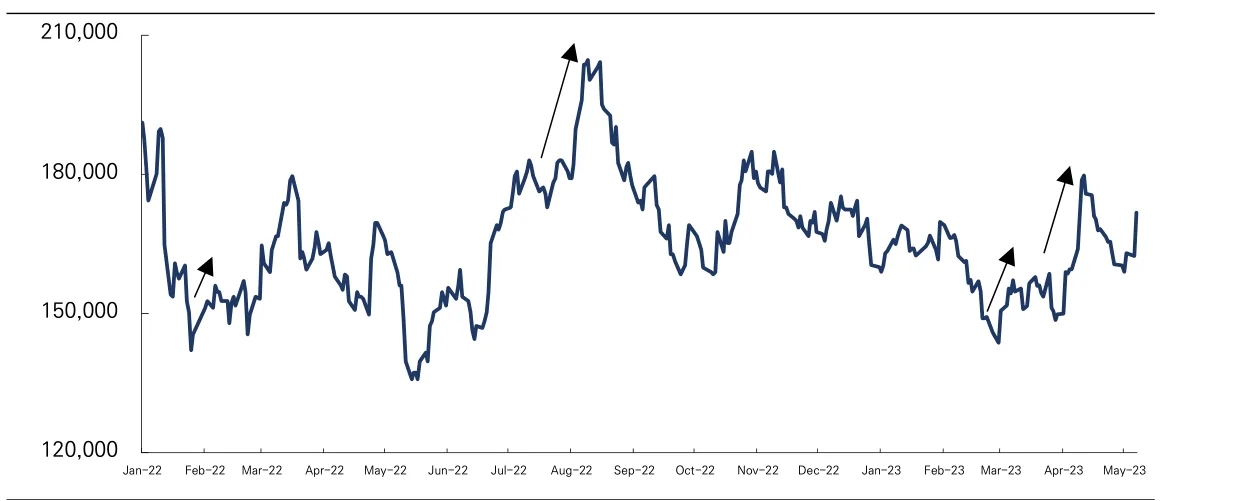 210,000
180,000
150,000
120,000
Jan-22 Feb-22 Mar-22 Apr-22 May-22 Jun-22 Jul-22 Aug-22 Sep-22 Oct-22 Nov-22 Dec-22 Jan-23 Feb-23 Mar-23 Apr-23 May-23